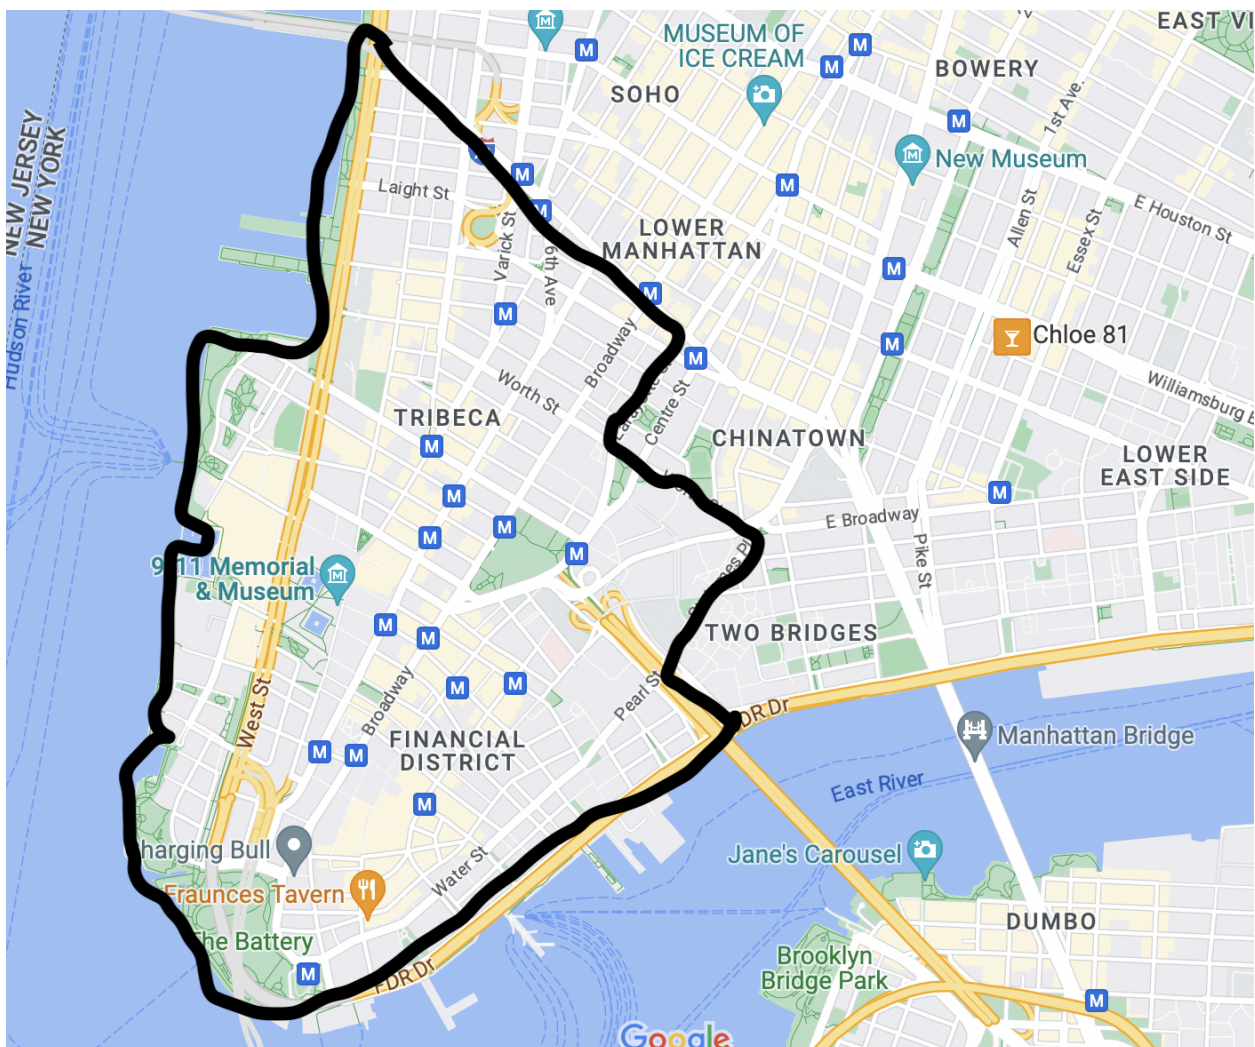 EAST VI
MUSEUM OF
ICE CREAM
BOWERY
SOHO
1st Ave.
NEW JERSEY
NEW YORK
New Museum
Laight St
Allen St
E Houston St
Essex St
LOWER
MANHATTAN
Varick St
6th Ave
Hudson River
Chloe 81
Broadway
Worth St
Centre St
Williamsburg B
TRIBECA
CHINATOWN
LOWER
EAST SIDE
E Broadway
Pike St
9/11 Memorial
& Museum
TWO BRIDGES
West St
Broadway
Pearl St
FDR Dr
FINANCIAL
DISTRICT
Manhattan Bridge
East River
harging Bull
Water St
Jane's Carousel
Fraunces Tavern
DUMBO
The Battery
FDR Dr
Brooklyn
Bridge Park
Google